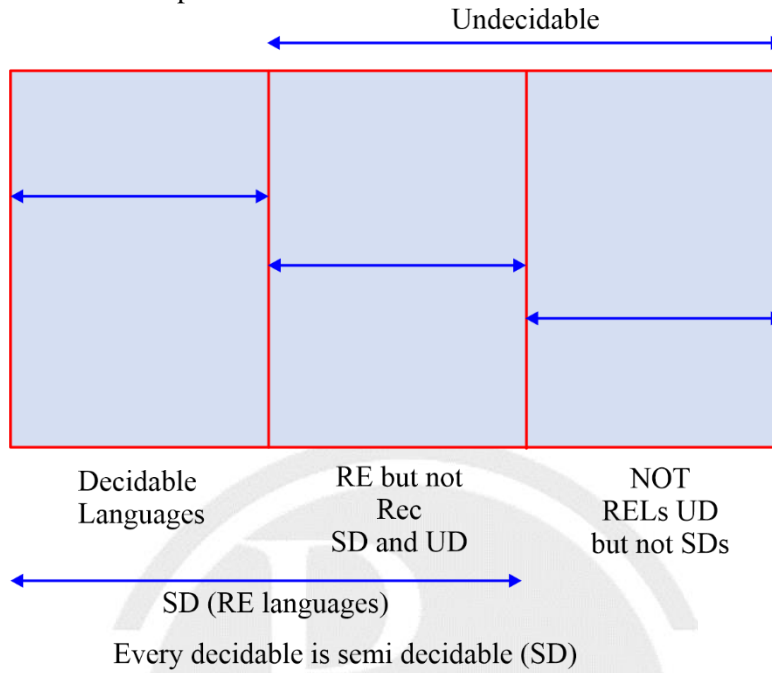 Undecidable
Decidable
Languages
RE but not
Rec
SD and UD
NOT
RELs UD
but not SDs
SD (RE languages)
Every decidable is semi decidable (SD)